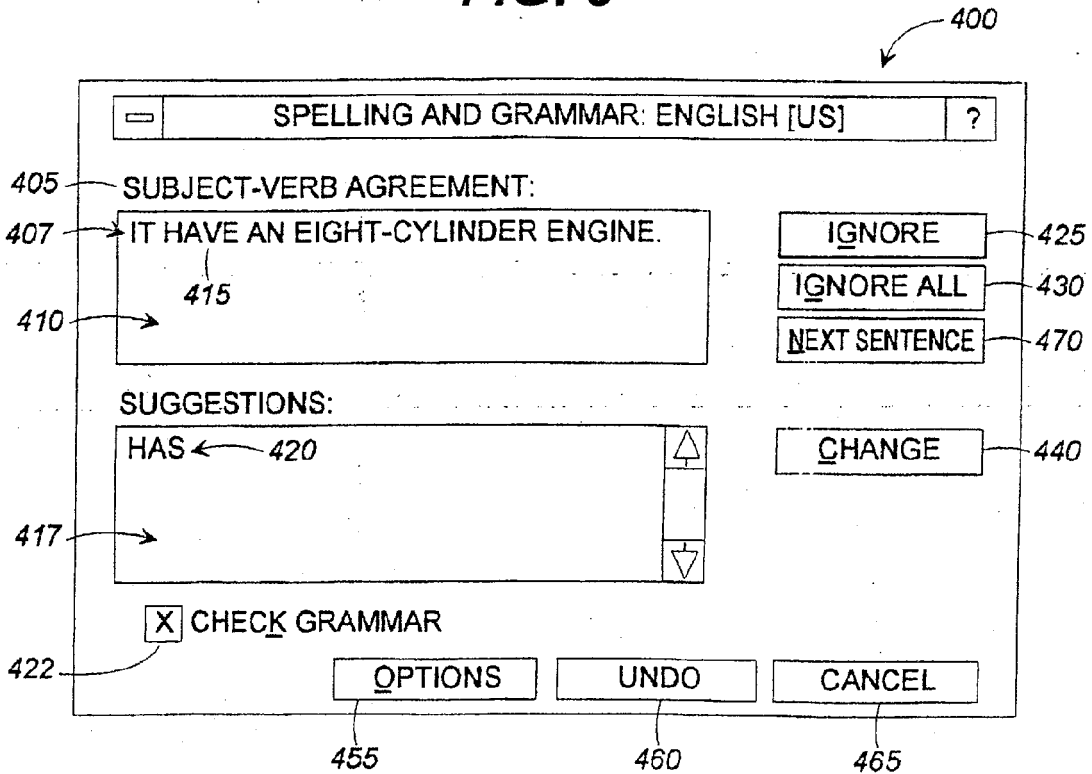 400
SPELLING AND GRAMMAR: ENGLISH [US] ?
405 SUBJECT-VERB AGREEMENT:
407 IT HAVE AN EIGHT-CYLINDER ENGINE. IGNORE 425
415 IGNORE ALL 430
410 NEXT SENTENCE 470
SUGGESTIONS:
HAS 420 CHANGE 440
417
X CHECK GRAMMAR
422 OPTIONS UNDO CANCEL
455 460 465